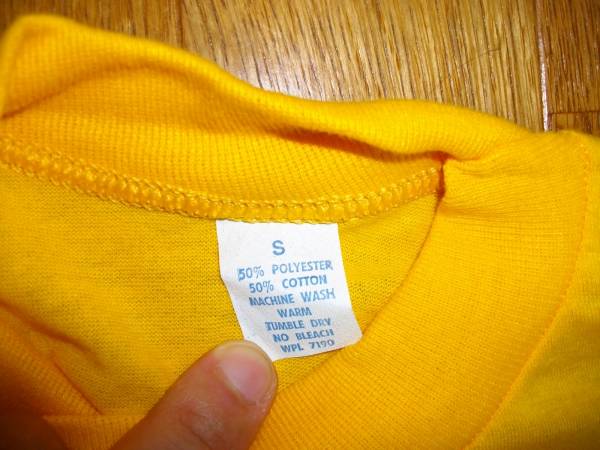 S
50% POLYESTER
50% COTTON
MACHINE WASH
WARM
TUMBLE DRY
NO BLEACH
WPL 7190